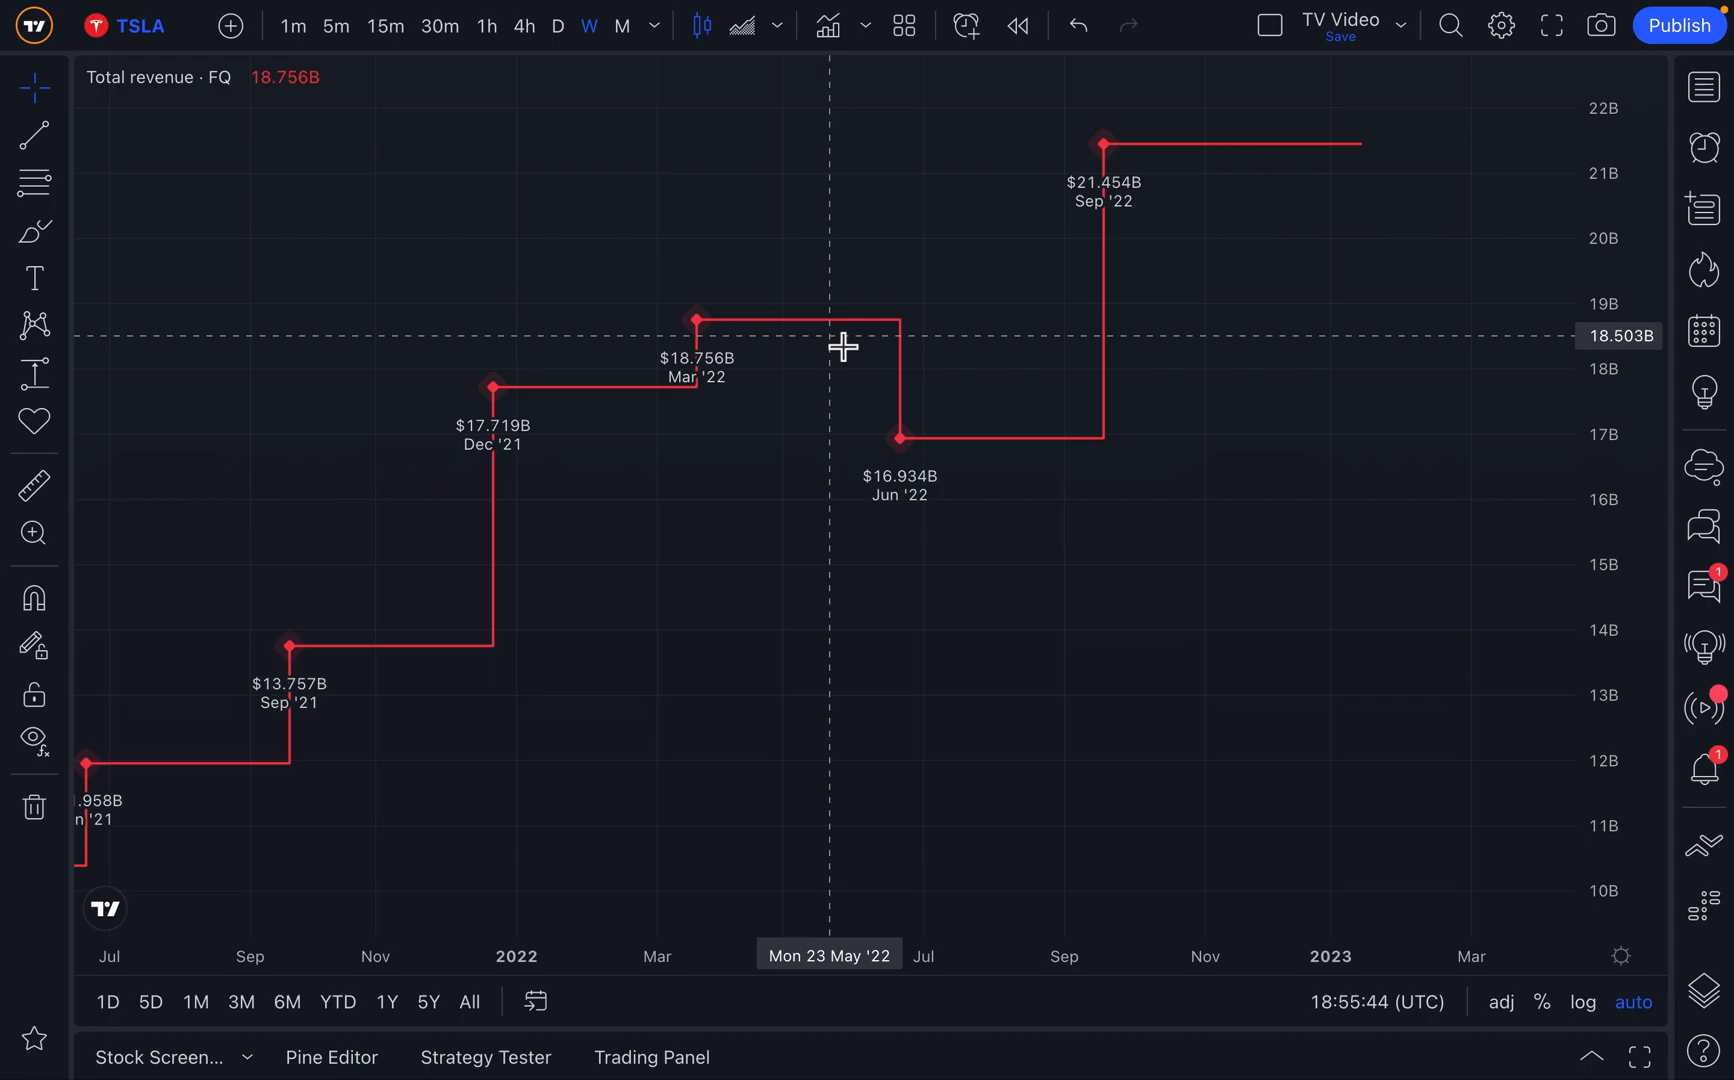 TSLA
1m 5m 15m 30m 1h 4h D W M
TV Video
Save
Publish
Total revenue · FQ 18.756B
22B
21B
20B
19B
18.503B
18B
17B
16B
15B
14B
13B
12B
11B
10B
$21.454B
Sep '22
$18.756B
Mar '22
$17.719B
Dec '21
$16.934B
Jun '22
$13.757B
Sep '21
.958B
n '21
1
1
Jul Sep Nov 2022 Mar Mon 23 May '22 Jul Sep Nov 2023 Mar
1D 5D 1M 3M 6M YTD 1Y 5Y All
18:55:44 (UTC) adj % log auto
Stock Screen... Pine Editor Strategy Tester Trading Panel